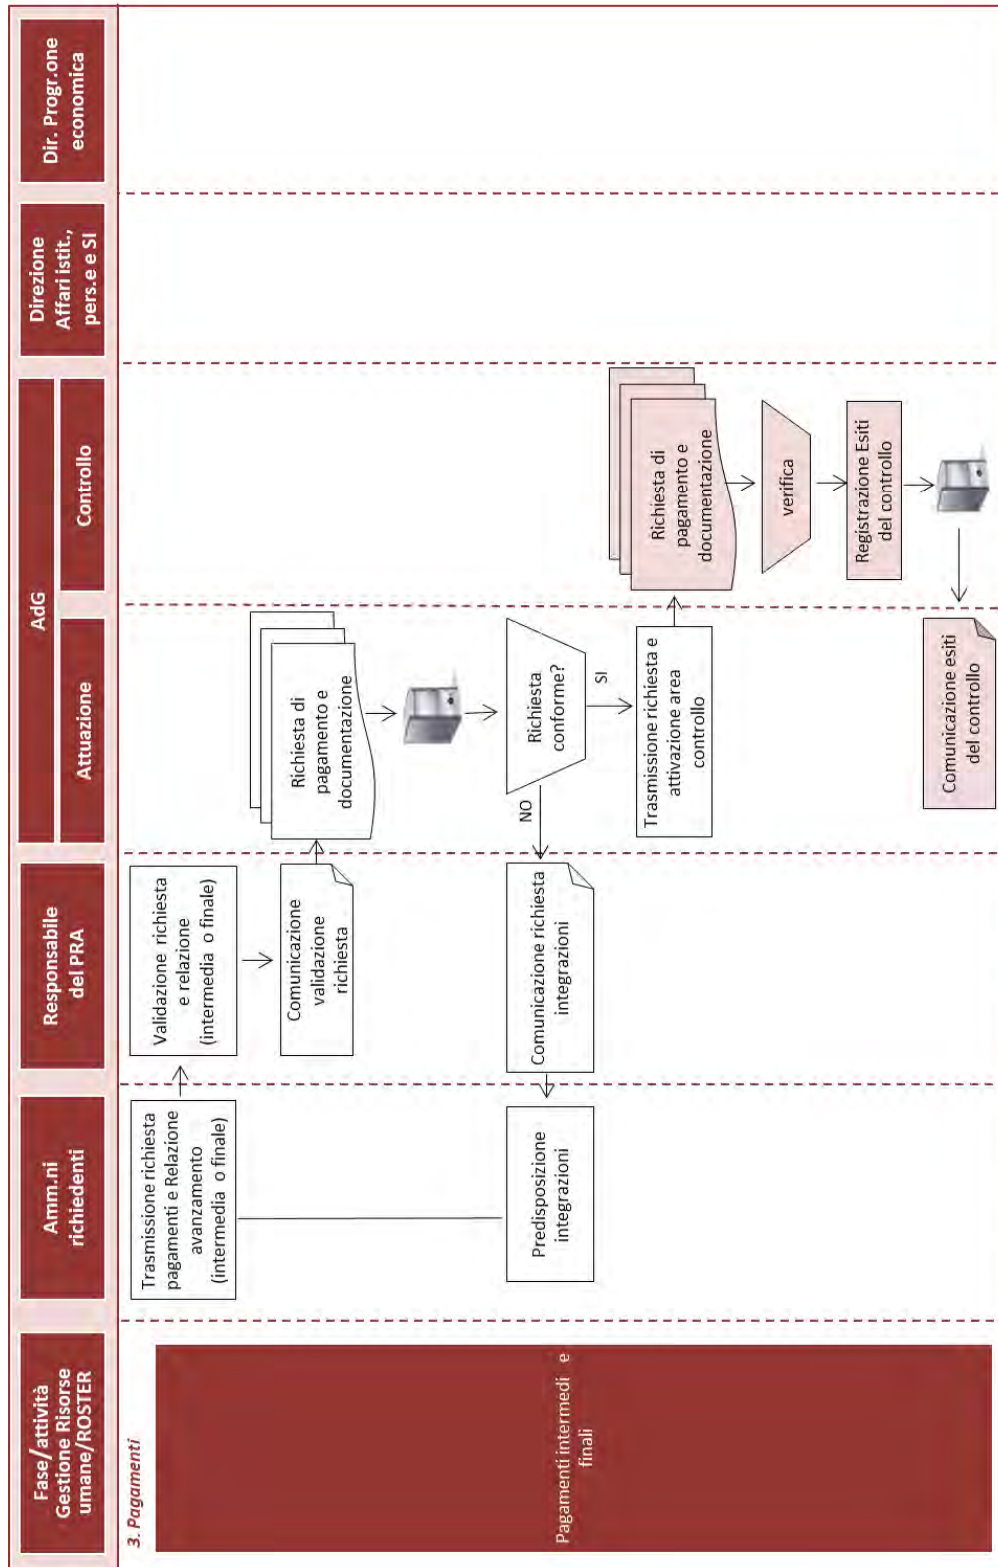 Fase/attività
Gestione Risorse
umane/ROSTER
Amm.ni
richiedenti
Responsabile
del PRA
AdG
Attuazione
Controllo
Direzione
Affari istit.,
pers.e e SI
Dir. Progr.one
economica
3. Pagamenti
Pagamenti intermedi e
finali
Trasmissione richiesta
pagamenti e Relazione
avanzamento
(intermedia o finale)
Validazione richiesta
e relazione
(intermedia o finale)
Comunicazione
validazione
richiesta
Richiesta di
pagamento e
documentazione
Richiesta
conforme?
NO
SI
Comunicazione richiesta
integrazioni
Predisposizione
integrazioni
Trasmissione richiesta e
attivazione area
controllo
Richiesta di
pagamento e
documentazione
verifica
Registrazione Esiti
del controllo
Comunicazione esiti
del controllo